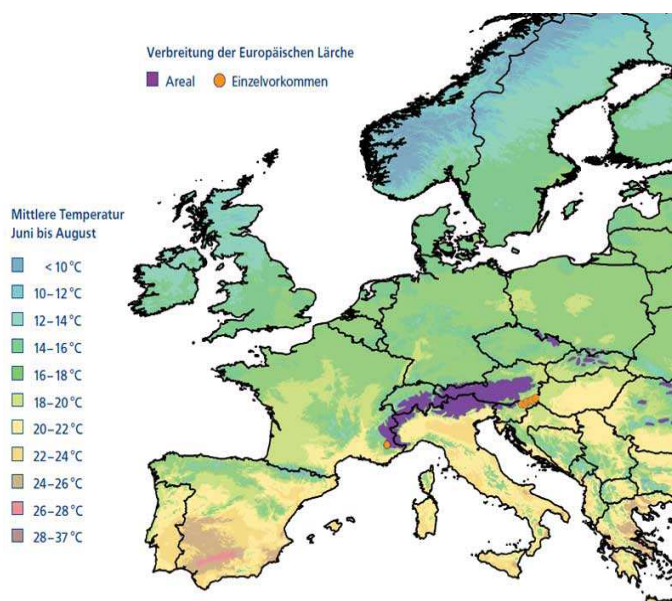 Verbreitung der Europäischen Lärche
Areal Einzelvorkommen
Mittlere Temperatur
Juni bis August
< 10 °C
10–12 °C
12–14 °C
14–16 °C
16–18 °C
18–20 °C
20–22 °C
22–24 °C
24–26 °C
26–28 °C
28–37 °C